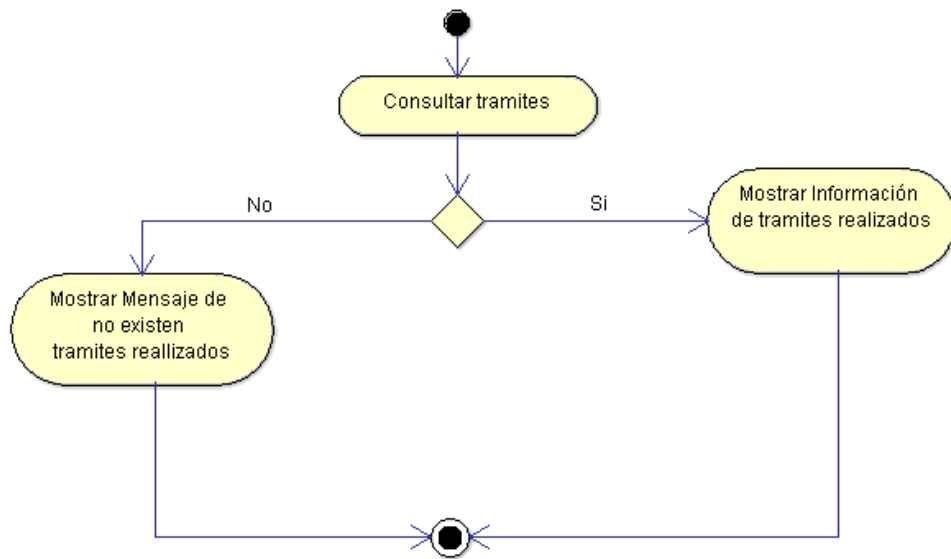 Consultar tramites
No
Si
Mostrar Información
de tramites realizados
Mostrar Mensaje de
no existen
tramites reallizados